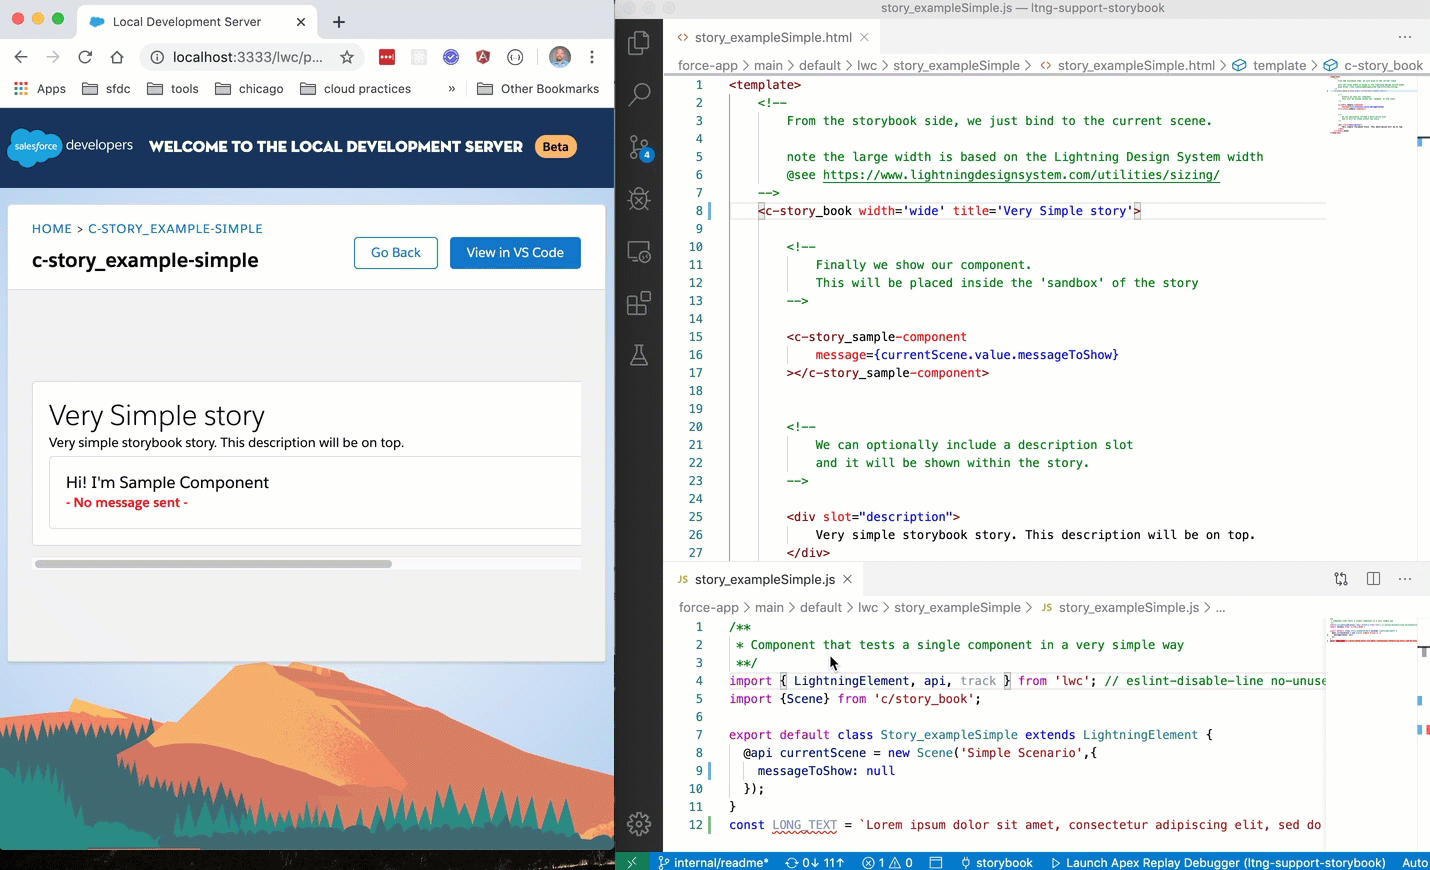 Local Development Server
story_exampleSimple.js — ltng-support-storybook
localhost:3333/lwc/p...
Apps sfdc tools chicago cloud practices » Other Bookmarks
salesforce developers WELCOME TO THE LOCAL DEVELOPMENT SERVER Beta
HOME > C-STORY_EXAMPLE-SIMPLE
c-story_example-simple
Go Back View in VS Code
Very Simple story
Very simple storybook story. This description will be on top.
Hi! I'm Sample Component
- No message sent -
4
<> story_exampleSimple.html
force-app > main > default > lwc > story_exampleSimple > <> story_exampleSimple.html > template > c-story_book
1 <template>
2 <!--
3 From the storybook side, we just bind to the current scene.
4
5 note the large width is based on the Lightning Design System width
6 @see https://www.lightningdesignsystem.com/utilities/sizing/
7 -->
8 <c-story_book width='wide' title='Very Simple story'>
9
10 <!--
11 Finally we show our component.
12 This will be placed inside the 'sandbox' of the story
13 -->
14
15 <c-story_sample-component
16 message={currentScene.value.messageToShow}
17 ></c-story_sample-component>
18
19
20 <!--
21 We can optionally include a description slot
22 and it will be shown within the story.
23 -->
24
25 <div slot="description">
26 Very simple storybook story. This description will be on top.
27 </div>
JS story_exampleSimple.js
force-app > main > default > lwc > story_exampleSimple > JS story_exampleSimple.js > ...
1 /**
2 * Component that tests a single component in a very simple way
3 **/
4 import { LightningElement, api, track } from 'lwc'; // eslint-disable-line no-unuse
5 import {Scene} from 'c/story_book';
6
7 export default class Story_exampleSimple extends LightningElement {
8 @api currentScene = new Scene('Simple Scenario',{
9 messageToShow: null
10 });
11 }
12 const LONG_TEXT = `Lorem ipsum dolor sit amet, consectetur adipiscing elit, sed do
internal/readme* 0↓ 11↑ 1 0 storybook Launch Apex Replay Debugger (ltng-support-storybook) Auto